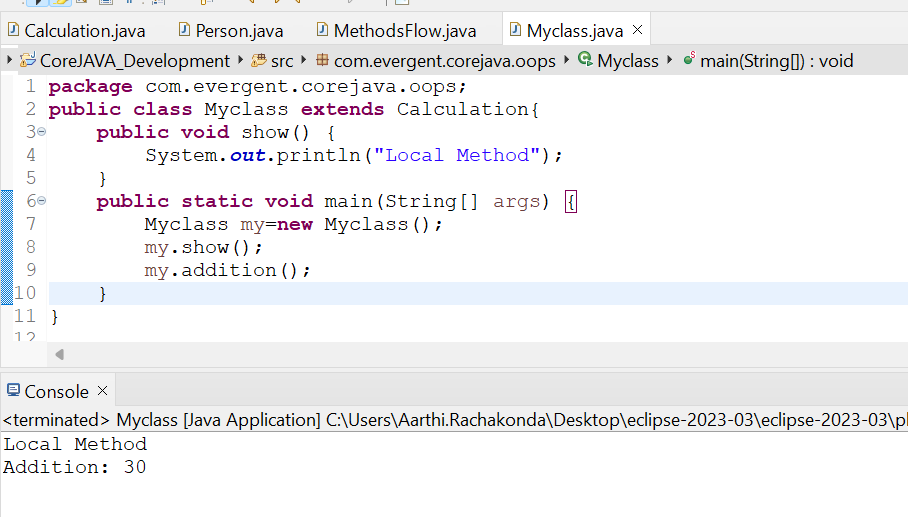 Calculation.java Person.java MethodsFlow.java Myclass.java
CoreJAVA_Development src com.evergent.corejava.oops Myclass main(String[]) : void
1 package com.evergent.corejava.oops;
2 public class Myclass extends Calculation{
3 public void show() {
4 System.out.println("Local Method");
5 }
6 public static void main(String[] args) {
7 Myclass my=new Myclass();
8 my.show();
9 my.addition();
10 }
11 }
12
Console
<terminated> Myclass [Java Application] C:\Users\Aarthi.Rachakonda\Desktop\eclipse-2023-03\eclipse-2023-03\pl
Local Method
Addition: 30